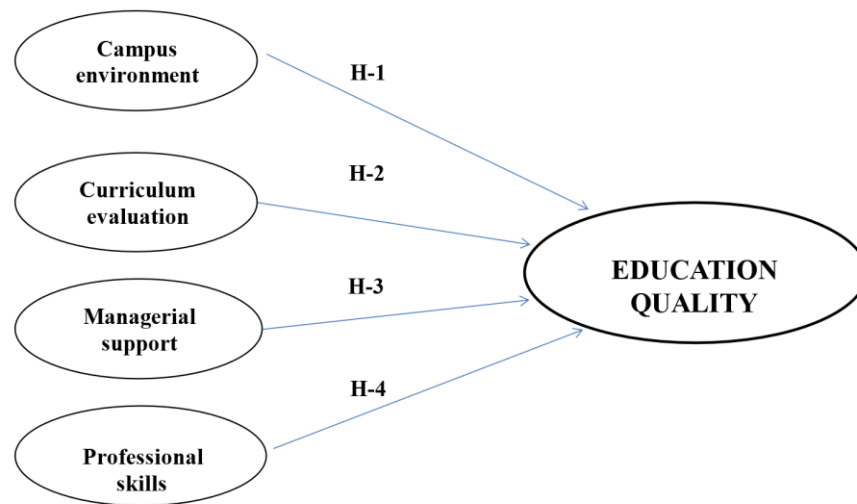 Campus
environment
H-1
Curriculum
evaluation
H-2
Managerial
support
H-3
Professional
skills
H-4
EDUCATION
QUALITY